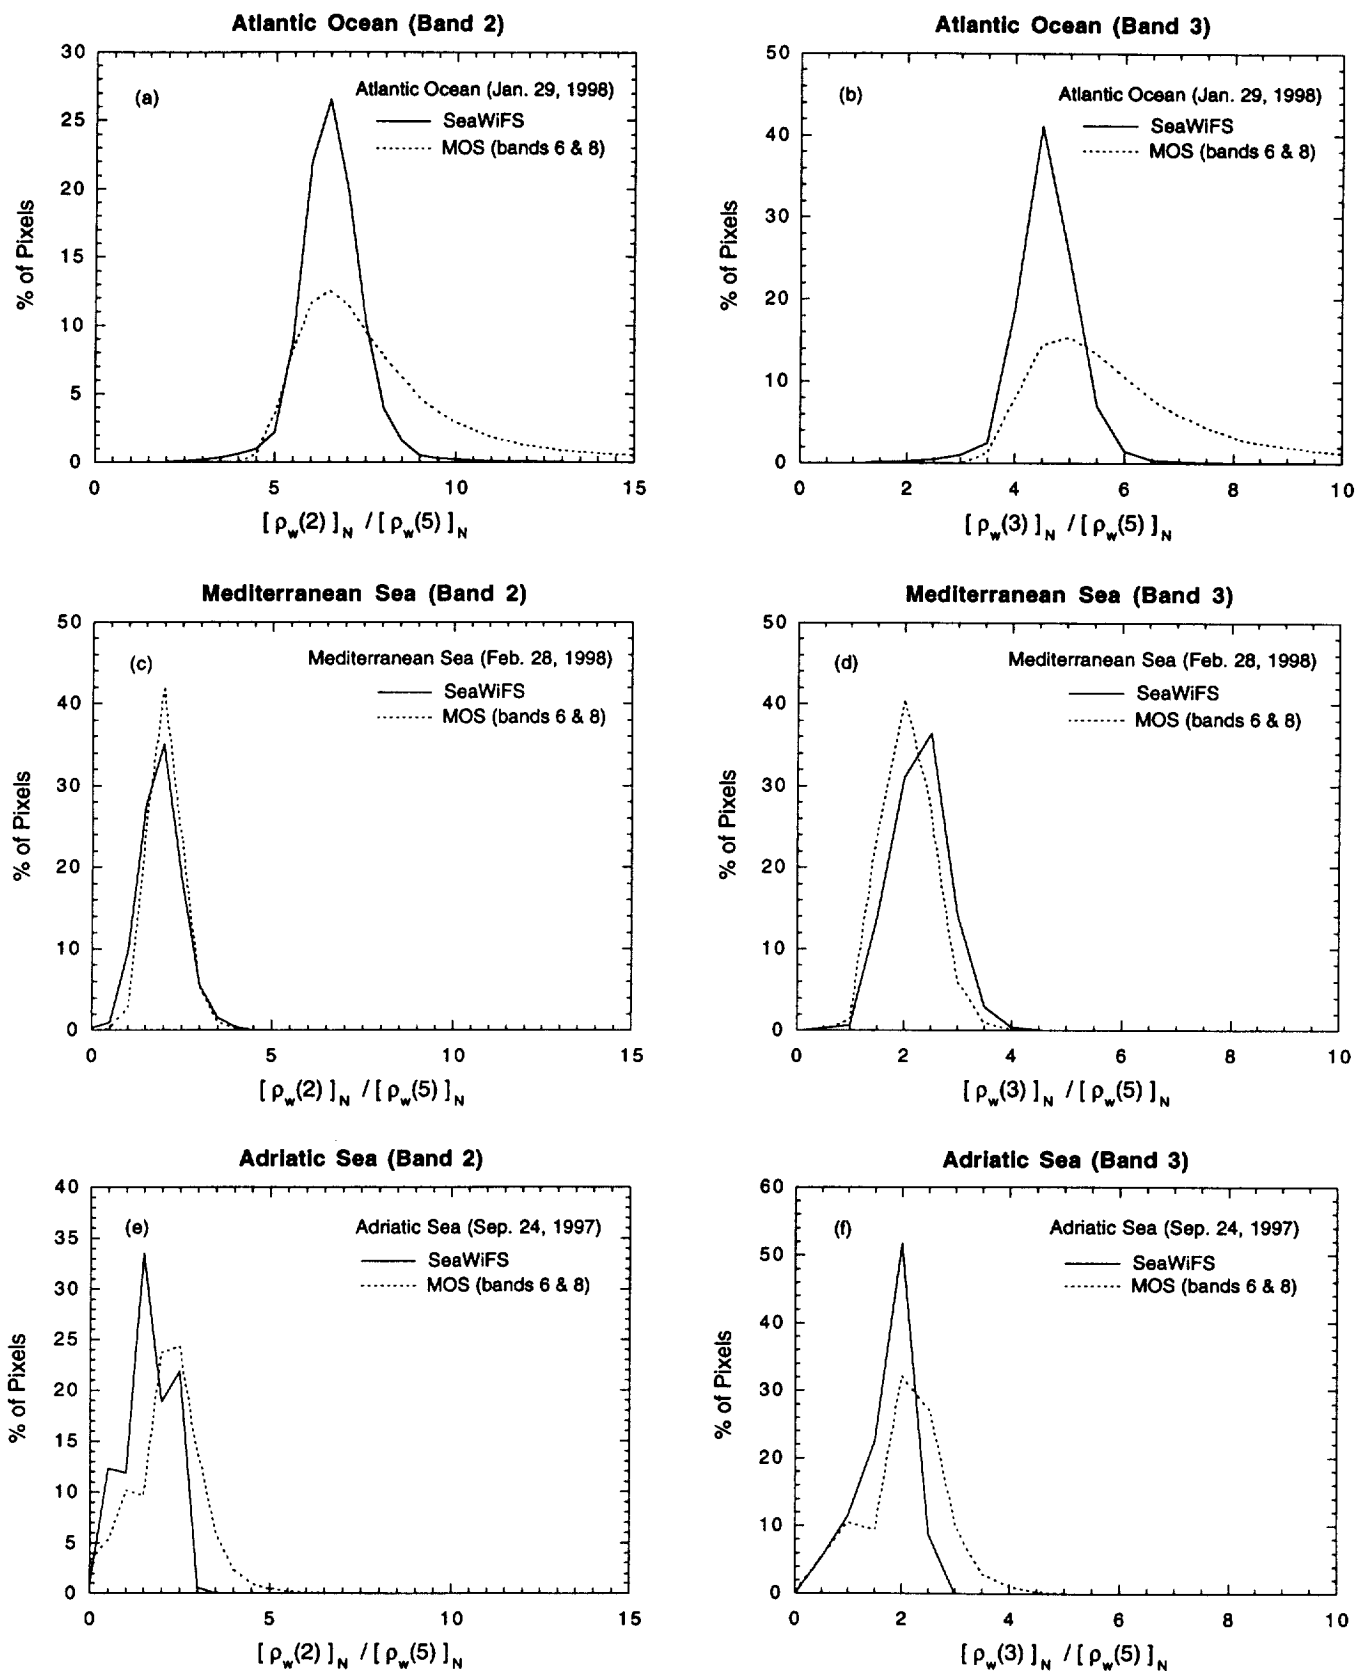 Atlantic Ocean (Band 2)
30
25
20
15
10
5
0
% of Pixels
(a)
Atlantic Ocean (Jan. 29, 1998)
SeaWiFS
MOS (bands 6 & 8)
0 5 10 15
[ ρw(2) ]N / [ ρw(5) ]N
Atlantic Ocean (Band 3)
50
40
30
20
10
0
% of Pixels
(b)
Atlantic Ocean (Jan. 29, 1998)
SeaWiFS
MOS (bands 6 & 8)
0 2 4 6 8 10
[ ρw(3) ]N / [ ρw(5) ]N
Mediterranean Sea (Band 2)
50
40
30
20
10
0
% of Pixels
(c)
Mediterranean Sea (Feb. 28, 1998)
SeaWiFS
MOS (bands 6 & 8)
0 5 10 15
[ ρw(2) ]N / [ ρw(5) ]N
Mediterranean Sea (Band 3)
50
40
30
20
10
0
% of Pixels
(d)
Mediterranean Sea (Feb. 28, 1998)
SeaWiFS
MOS (bands 6 & 8)
0 2 4 6 8 10
[ ρw(3) ]N / [ ρw(5) ]N
Adriatic Sea (Band 2)
40
35
30
25
20
15
10
5
0
% of Pixels
(e)
Adriatic Sea (Sep. 24, 1997)
SeaWiFS
MOS (bands 6 & 8)
0 5 10 15
[ ρw(2) ]N / [ ρw(5) ]N
Adriatic Sea (Band 3)
60
50
40
30
20
10
0
% of Pixels
(f)
Adriatic Sea (Sep. 24, 1997)
SeaWiFS
MOS (bands 6 & 8)
0 2 4 6 8 10
[ ρw(3) ]N / [ ρw(5) ]N